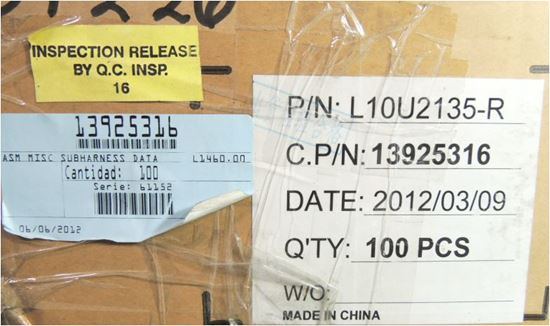 INSPECTION RELEASE
BY Q.C. INSP.
16
13925316
ASM MISC SUBHARNESS DATA L1460.00
Cantidad: 100
Serie: 61152
06/06/2012
P/N: L10U2135-R
C.P/N: 13925316
DATE: 2012/03/09
Q'TY: 100 PCS
W/O:
MADE IN CHINA